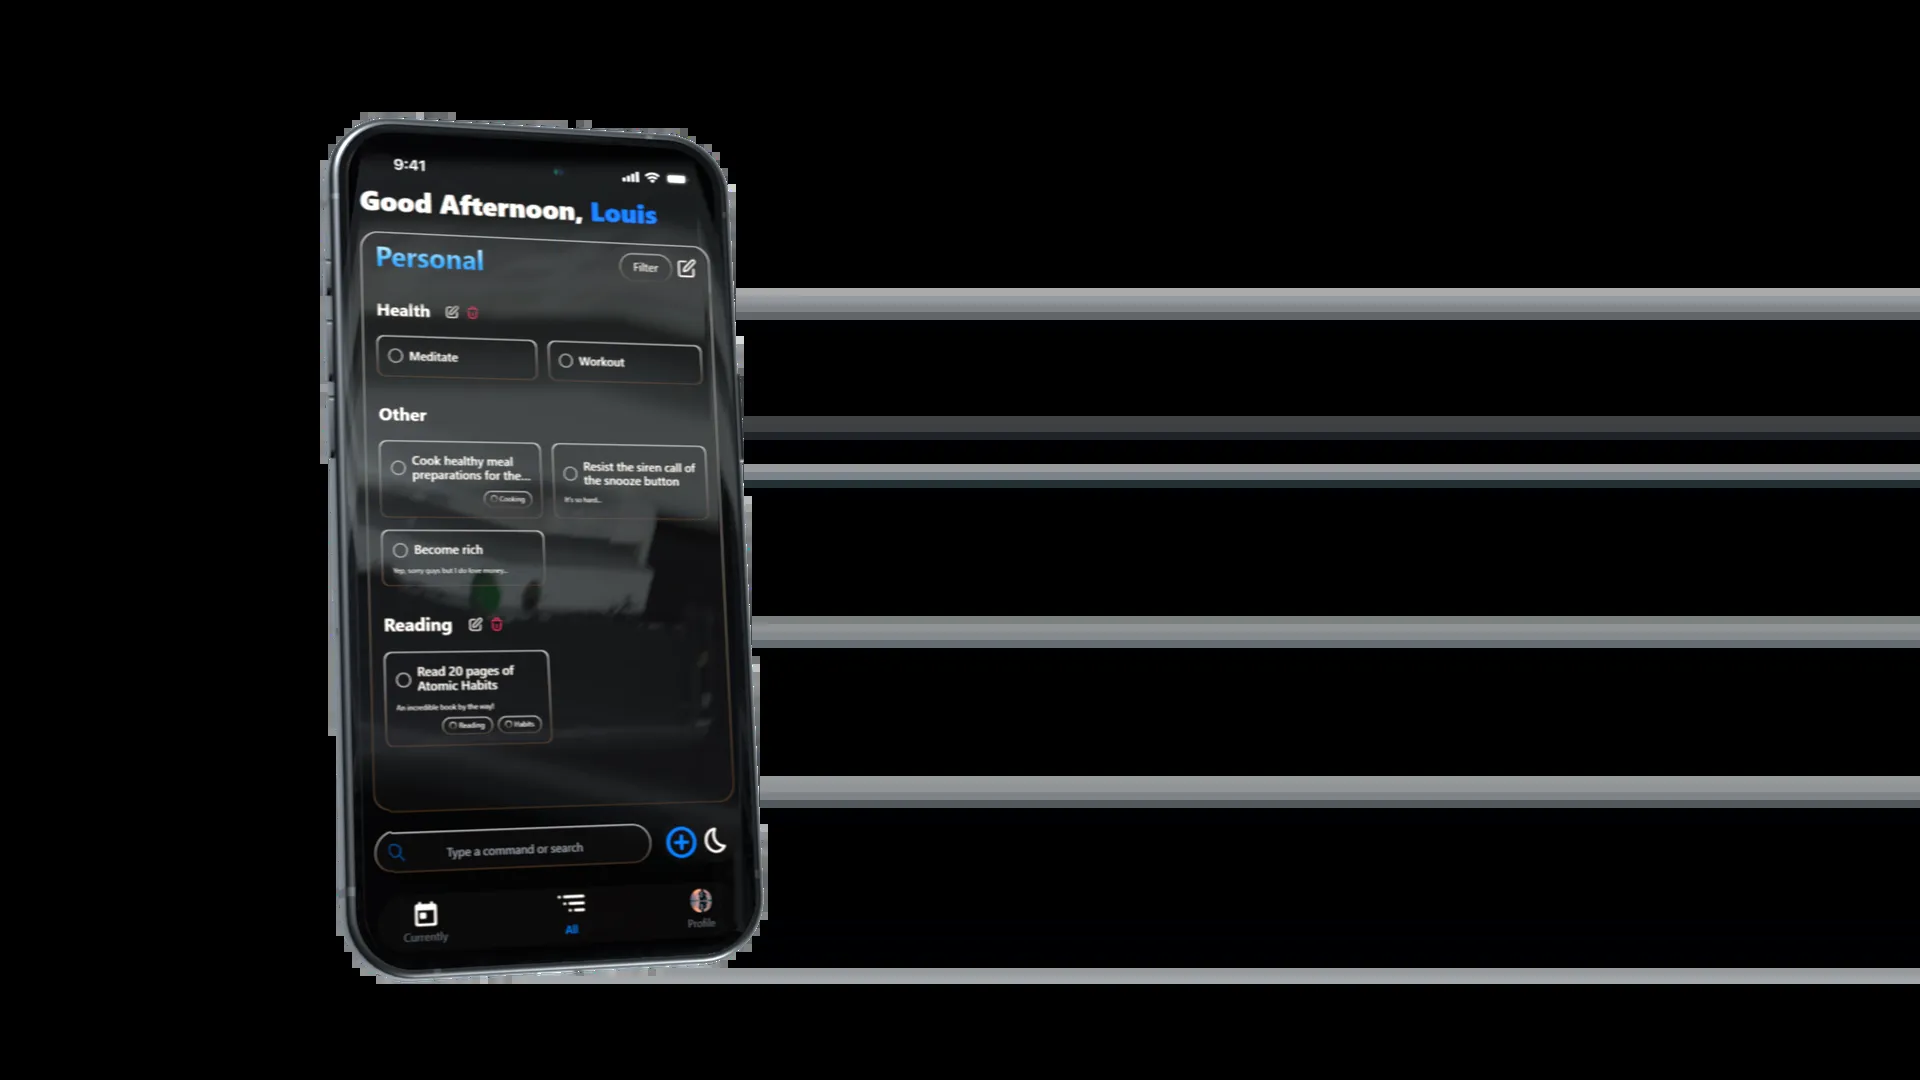 9:41
Good Afternoon, Louis
Personal
Filter
Health
Meditate
Workout
Other
Cook healthy meal
preparations for the...
Cooking
Resist the siren call of
the snooze button
It's so hard...
Become rich
Yep, sorry guys but I do love money...
Reading
Read 20 pages of
Atomic Habits
An incredible book by the way!
Reading
Habits
Type a command or search
Currently
All
Profile